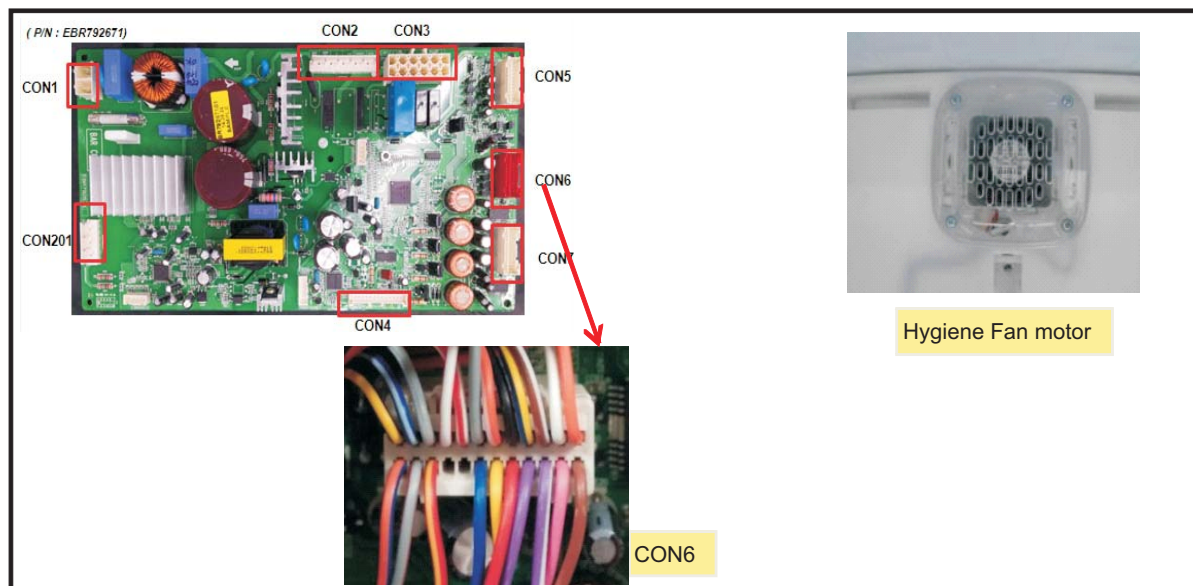 ( P/N : EBR792671)
CON2
CON3
CON5
CON1
CON6
CON201
CON7
CON4
Hygiene Fan motor
CON6